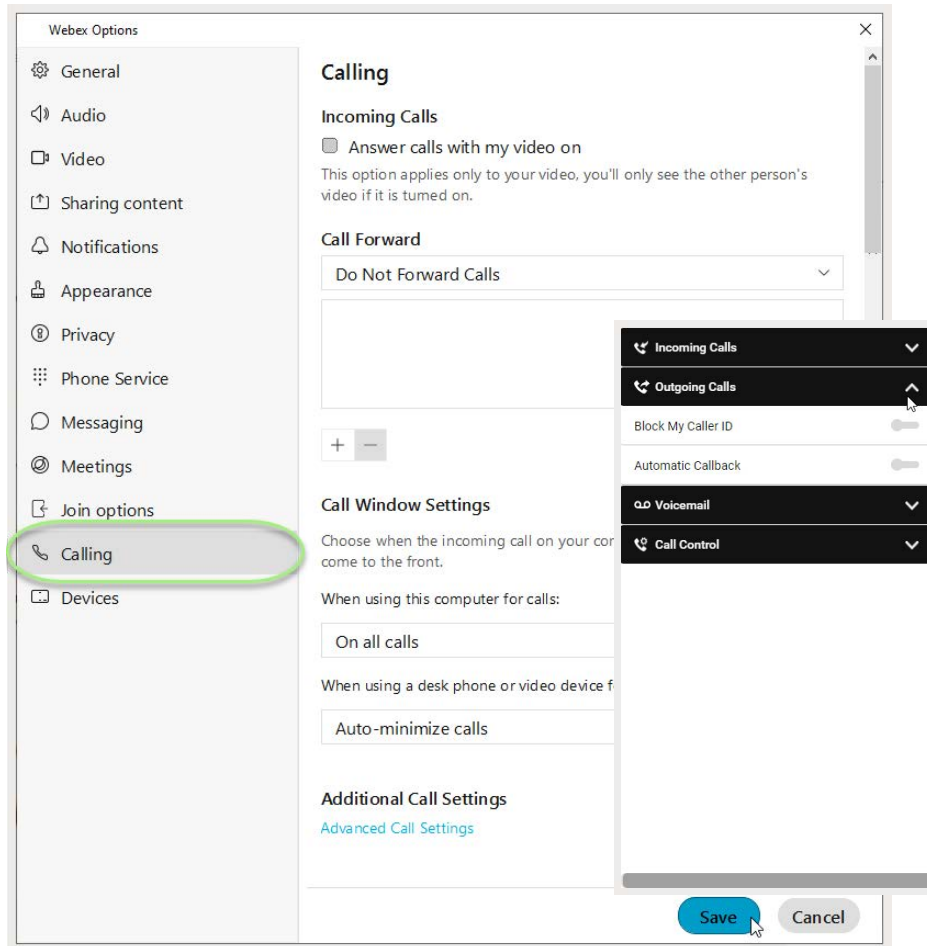 Webex Options
General
Audio
Video
Sharing content
Notifications
Appearance
Privacy
Phone Service
Messaging
Meetings
Join options
Calling
Devices
Calling
Incoming Calls
Answer calls with my video on
This option applies only to your video, you'll only see the other person's
video if it is turned on.
Call Forward
Do Not Forward Calls
Call Window Settings
Choose when the incoming call on your
come to the front.
When using this computer for calls:
On all calls
When using a desk phone or video device
Auto-minimize calls
Additional Call Settings
Advanced Call Settings
Save
Cancel
Incoming Calls
Outgoing Calls
Block My Caller ID
Automatic Callback
Voicemail
Call Control